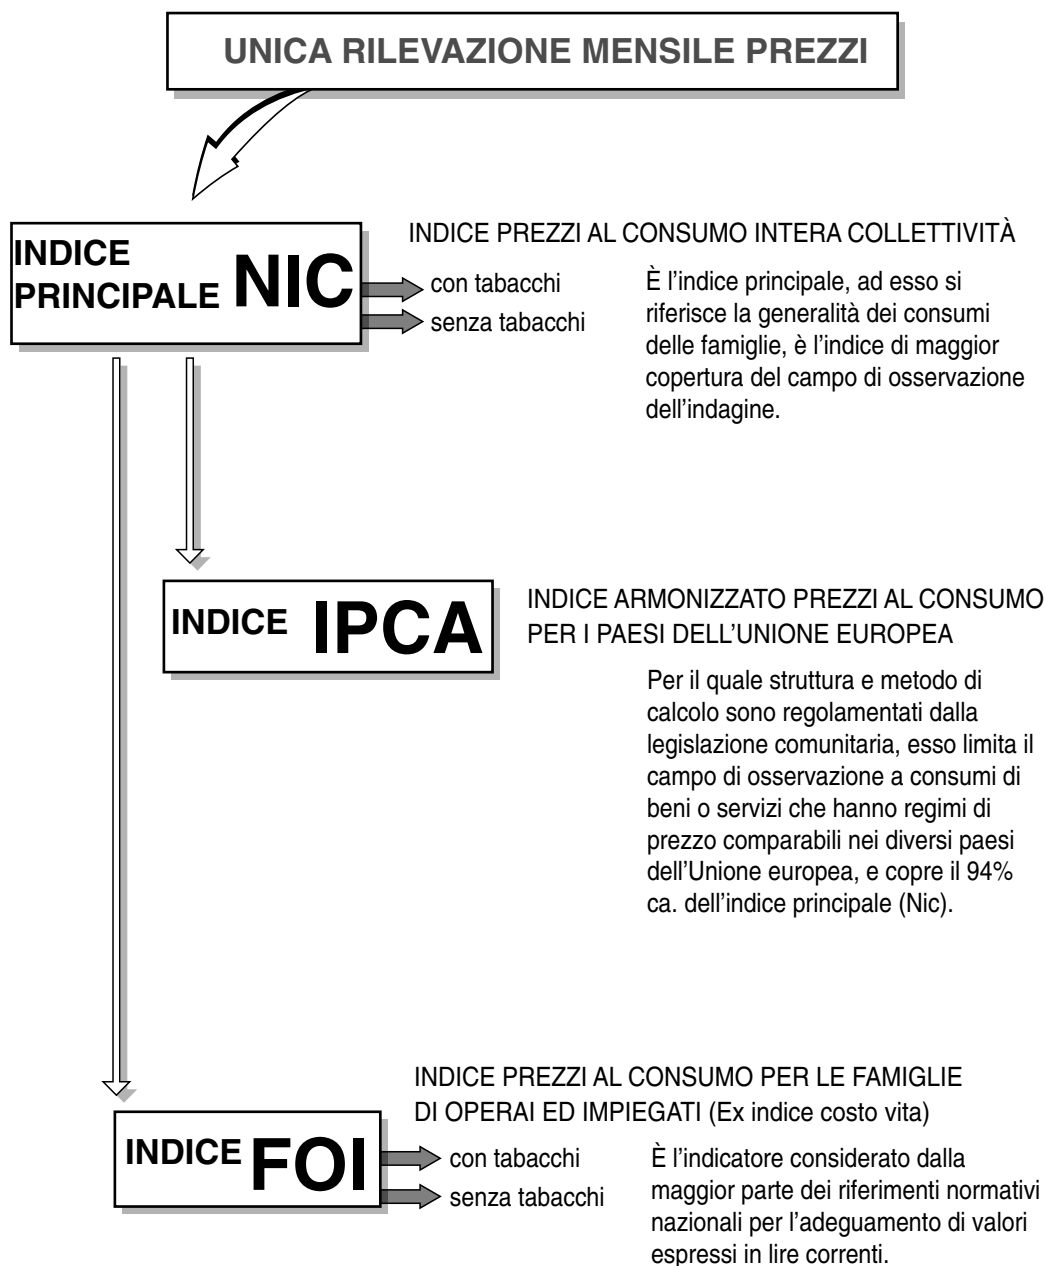 UNICA RILEVAZIONE MENSILE PREZZI
INDICE
PRINCIPALE NIC
INDICE PREZZI AL CONSUMO INTERA COLLETTIVITÀ
con tabacchi
senza tabacchi
È l'indice principale, ad esso si
riferisce la generalità dei consumi
delle famiglie, è l'indice di maggior
copertura del campo di osservazione
dell'indagine.
INDICE IPCA
INDICE ARMONIZZATO PREZZI AL CONSUMO
PER I PAESI DELL'UNIONE EUROPEA
Per il quale struttura e metodo di
calcolo sono regolamentati dalla
legislazione comunitaria, esso limita il
campo di osservazione a consumi di
beni o servizi che hanno regimi di
prezzo comparabili nei diversi paesi
dell'Unione europea, e copre il 94%
ca. dell'indice principale (Nic).
INDICE FOI
INDICE PREZZI AL CONSUMO PER LE FAMIGLIE
DI OPERAI ED IMPIEGATI (Ex indice costo vita)
con tabacchi
senza tabacchi
È l'indicatore considerato dalla
maggior parte dei riferimenti normativi
nazionali per l'adeguamento di valori
espressi in lire correnti.